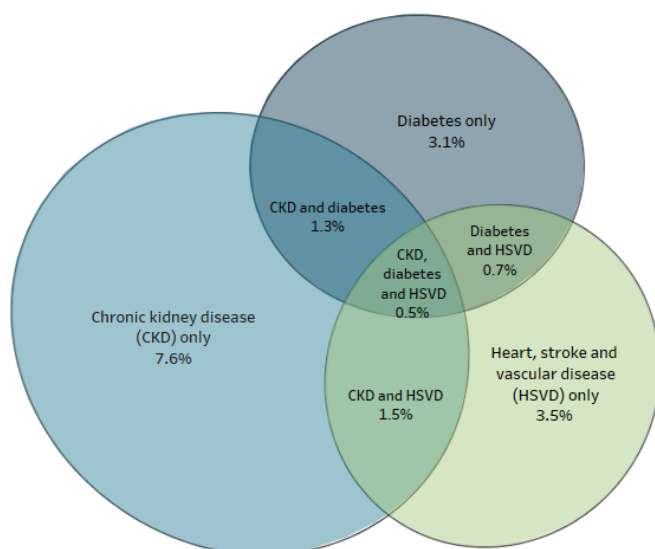 Diabetes only
3.1%
CKD and diabetes
1.3%
Diabetes
and HSVD
0.7%
CKD,
diabetes
and HSVD
0.5%
Chronic kidney disease
(CKD) only
7.6%
Heart, stroke and
vascular disease
(HSVD) only
3.5%
CKD and HSVD
1.5%